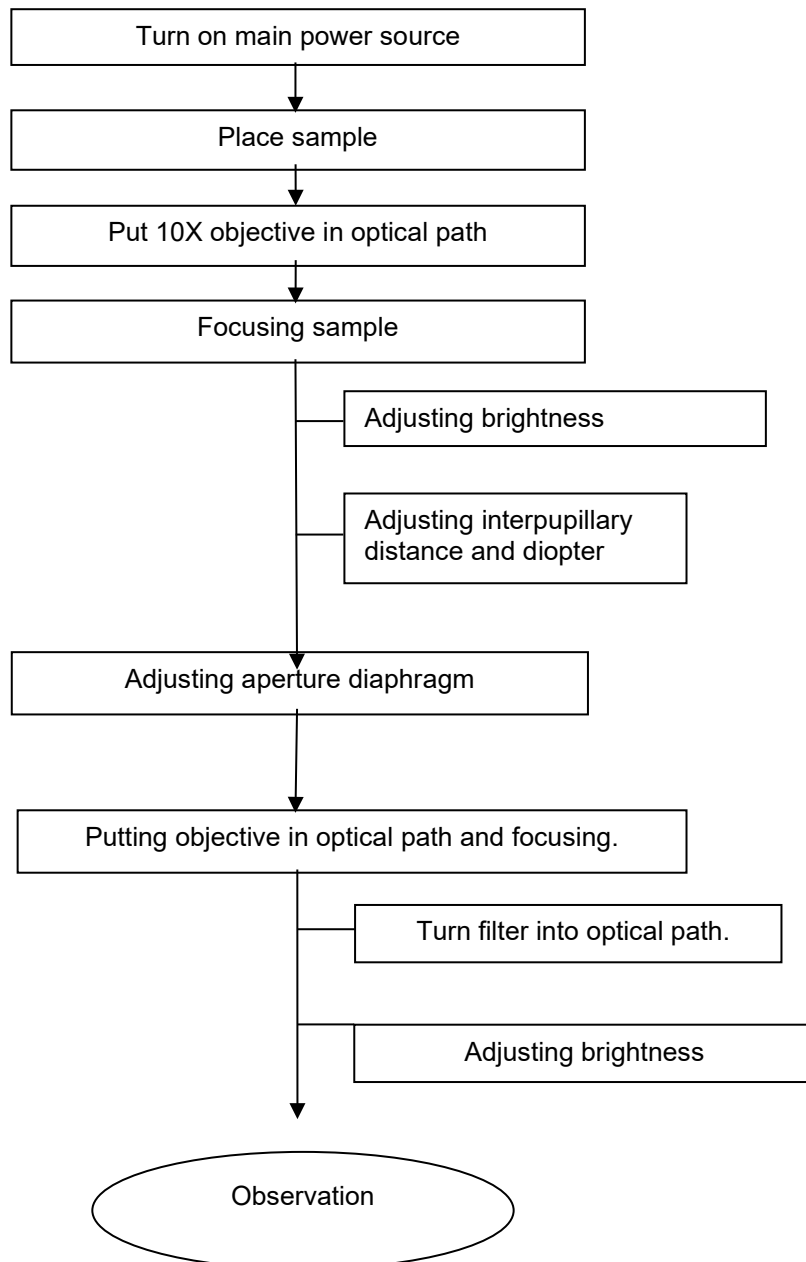 Turn on main power source
Place sample
Put 10X objective in optical path
Focusing sample
Adjusting brightness
Adjusting interpupillary
distance and diopter
Adjusting aperture diaphragm
Putting objective in optical path and focusing.
Turn filter into optical path.
Adjusting brightness
Observation